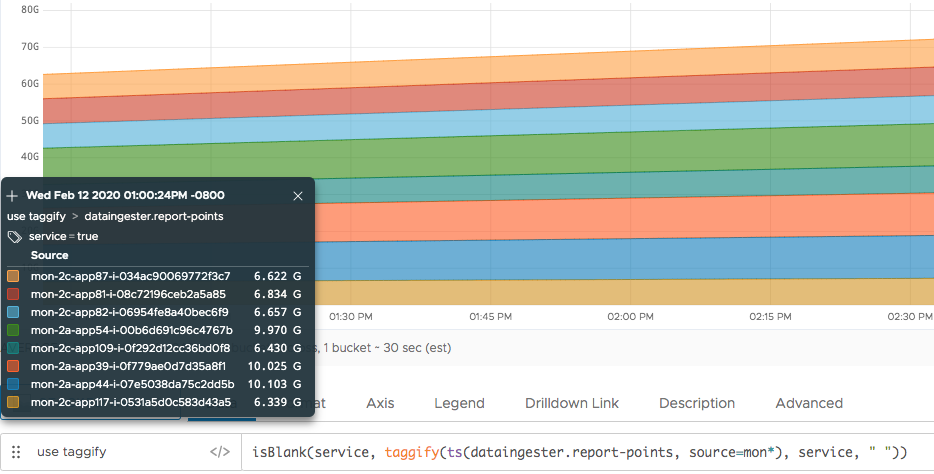 80G
70G
60G
50G
40G
Wed Feb 12 2020 01:00:24PM -0800
use taggify > dataingester.report-points
service = true
Source
mon-2c-app87-i-034ac90069772f3c7 6.622 G
mon-2c-app81-i-08c72196ceb2a5a85 6.834 G
mon-2c-app82-i-06954fe8a40bec6f9 6.657 G
mon-2a-app54-i-00b6d691c96c4767b 9.970 G
mon-2c-app109-i-0f292d12cc36bd0f8 6.430 G
mon-2a-app39-i-0f779ae0d7d35a8f1 10.025 G
mon-2a-app44-i-07e5038da75c2dd5b 10.103 G
mon-2c-app117-i-0531a5d0c583d43a5 6.339 G
01:30 PM 01:45 PM 02:00 PM 02:15 PM 02:30 PM
1 bucket ~ 30 sec (est)
Axis Legend Drilldown Link Description Advanced
use taggify </> isBlank(service, taggify(ts(dataingester.report-points, source=mon*), service, " "))